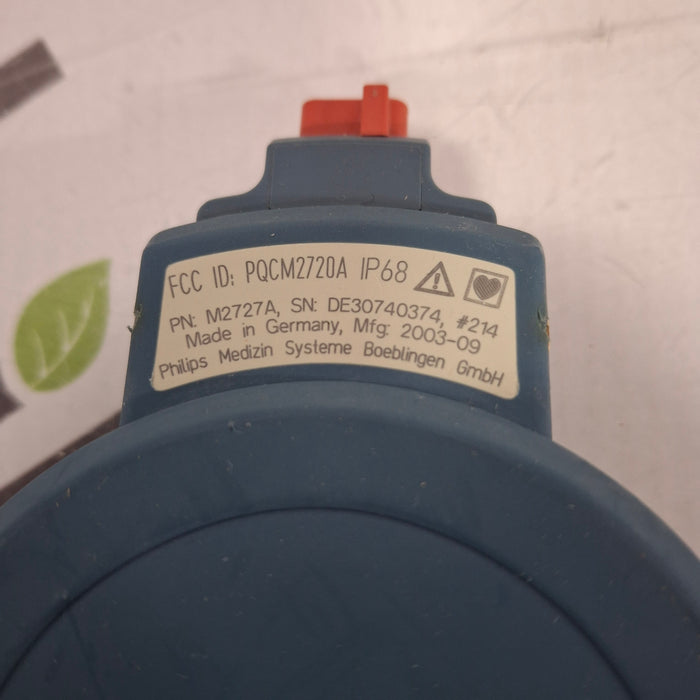 FCC ID: PQCM2720A IP68
PN: M2727A, SN: DE30740374, #214
Made in Germany, Mfg: 2003-09
Philips Medizin Systeme Boeblingen GmbH